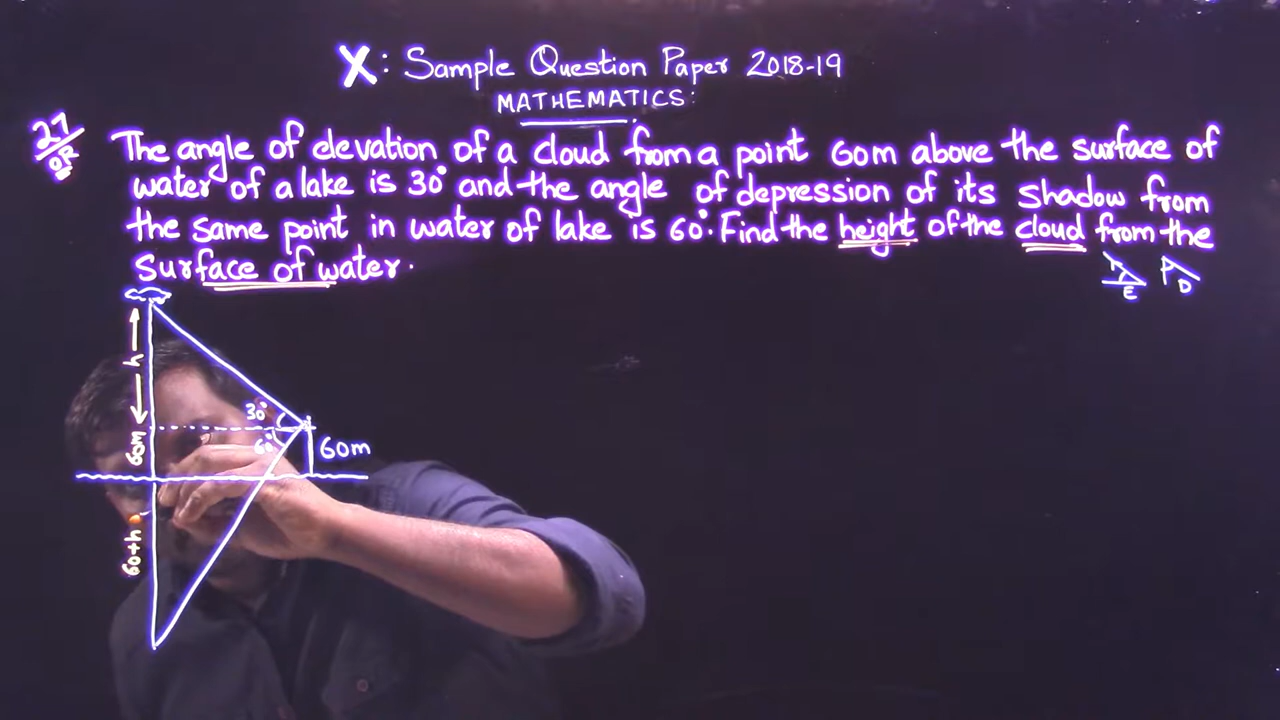 X: Sample Question Paper 2018-19
MATHEMATICS:
27/OR The angle of elevation of a cloud from a point 60m above the surface of
water of a lake is 30° and the angle of depression of its shadow from
the same point in water of lake is 60°. Find the height of the cloud from the
surface of water.
E D
h
30°
60°
60m
60m
60+h